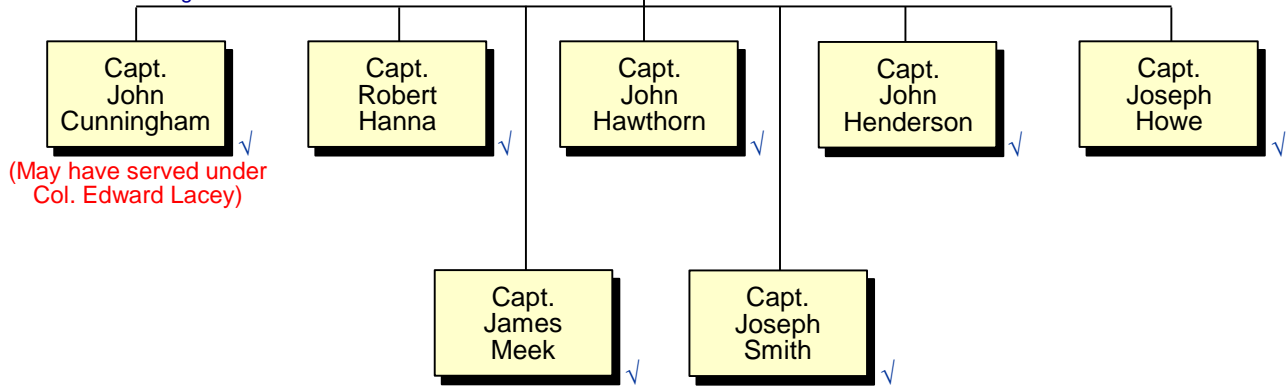 Capt.
John
Cunningham
√
(May have served under
Col. Edward Lacey)
Capt.
Robert
Hanna
√
Capt.
John
Hawthorn
√
Capt.
John
Henderson
√
Capt.
Joseph
Howe
√
Capt.
James
Meek
√
Capt.
Joseph
Smith
√